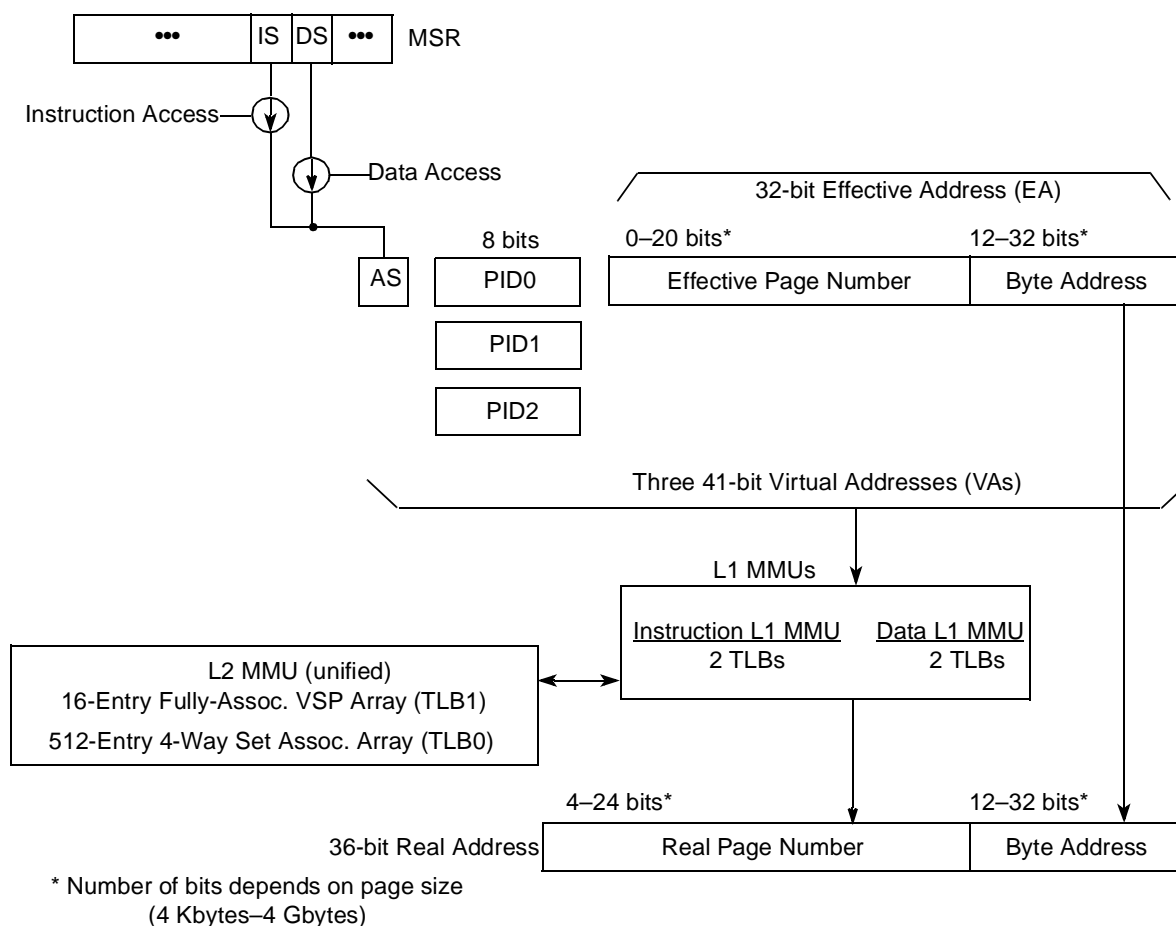 ••• IS DS ••• MSR
Instruction Access
Data Access
32-bit Effective Address (EA)
8 bits 0–20 bits* 12–32 bits*
AS PID0 Effective Page Number Byte Address
PID1
PID2
Three 41-bit Virtual Addresses (VAs)
L1 MMUs
Instruction L1 MMU Data L1 MMU
2 TLBs 2 TLBs
L2 MMU (unified)
16-Entry Fully-Assoc. VSP Array (TLB1)
512-Entry 4-Way Set Assoc. Array (TLB0)
4–24 bits* 12–32 bits*
36-bit Real Address Real Page Number Byte Address
* Number of bits depends on page size
(4 Kbytes–4 Gbytes)